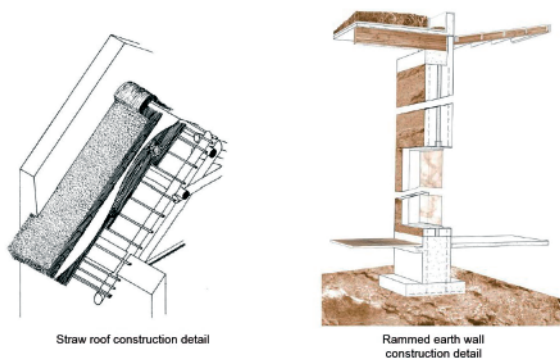 Straw roof construction detail
Rammed earth wall
construction detail